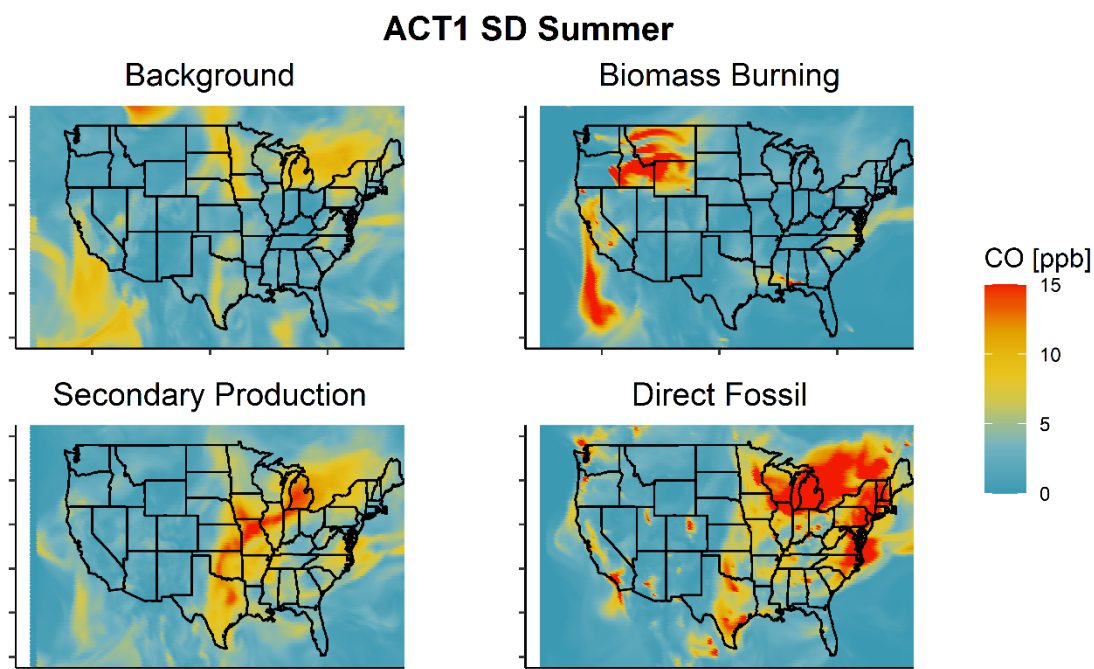 ACT1 SD Summer
Background
Biomass Burning
Secondary Production
Direct Fossil
CO [ppb]
15
10
5
0